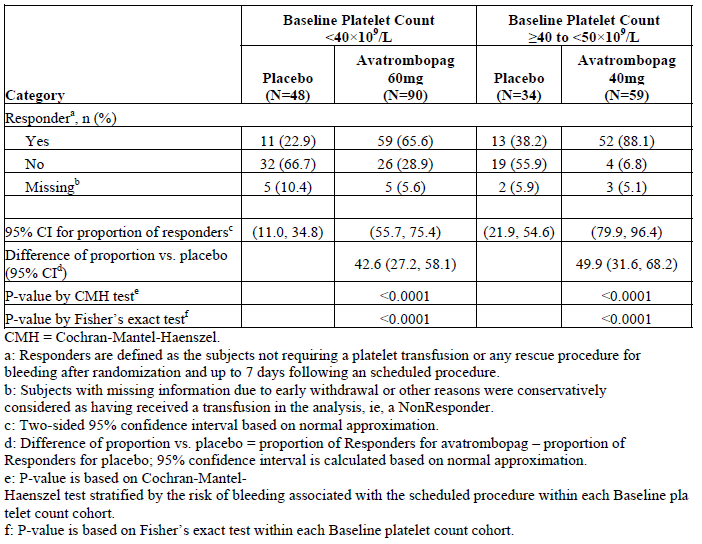 Baseline Platelet Count
<40×10⁹/L
Baseline Platelet Count
≥40 to <50×10⁹/L
Category
Placebo
(N=48)
Avatrombopag
60mg
(N=90)
Placebo
(N=34)
Avatrombopag
40mg
(N=59)
Responderᵃ, n (%)
Yes 11 (22.9) 59 (65.6) 13 (38.2) 52 (88.1)
No 32 (66.7) 26 (28.9) 19 (55.9) 4 (6.8)
Missingᵇ 5 (10.4) 5 (5.6) 2 (5.9) 3 (5.1)
95% CI for proportion of respondersᶜ (11.0, 34.8) (55.7, 75.4) (21.9, 54.6) (79.9, 96.4)
Difference of proportion vs. placebo
(95% CIᵈ) 42.6 (27.2, 58.1) 49.9 (31.6, 68.2)
P-value by CMH testᵉ <0.0001 <0.0001
P-value by Fisher's exact testᶠ <0.0001 <0.0001
CMH = Cochran-Mantel-Haenszel.
a: Responders are defined as the subjects not requiring a platelet transfusion or any rescue procedure for
bleeding after randomization and up to 7 days following an scheduled procedure.
b: Subjects with missing information due to early withdrawal or other reasons were conservatively
considered as having received a transfusion in the analysis, ie, a NonResponder.
c: Two-sided 95% confidence interval based on normal approximation.
d: Difference of proportion vs. placebo = proportion of Responders for avatrombopag – proportion of
Responders for placebo; 95% confidence interval is calculated based on normal approximation.
e: P-value is based on Cochran-Mantel-
Haenszel test stratified by the risk of bleeding associated with the scheduled procedure within each Baseline pla
telet count cohort.
f: P-value is based on Fisher's exact test within each Baseline platelet count cohort.